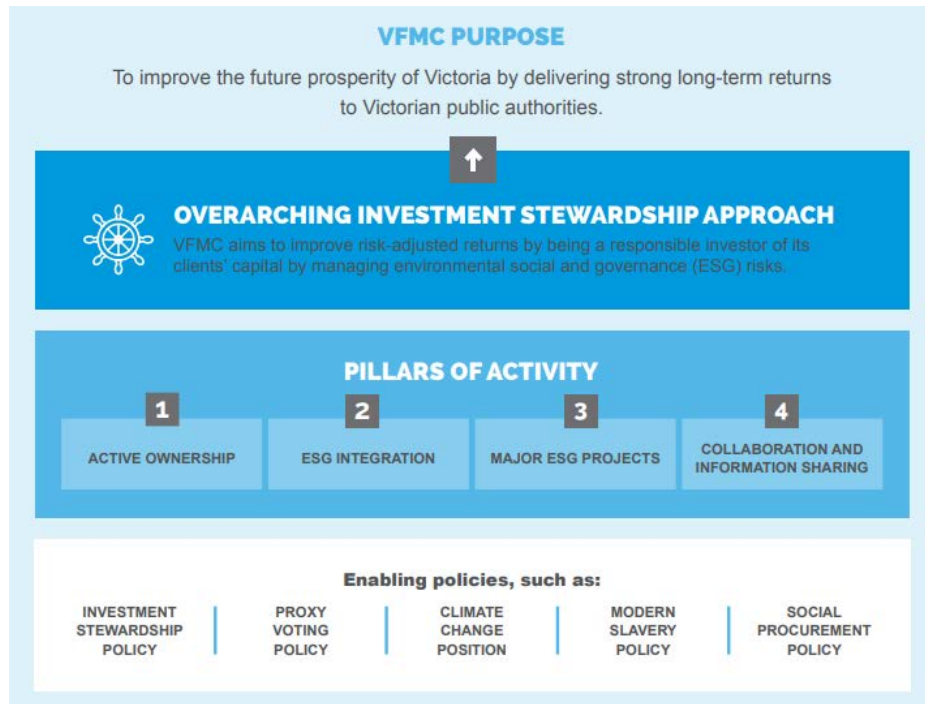 VFMC PURPOSE
To improve the future prosperity of Victoria by delivering strong long-term returns
to Victorian public authorities.
OVERARCHING INVESTMENT STEWARDSHIP APPROACH
VFMC aims to improve risk-adjusted returns by being a responsible investor of its
clients' capital by managing environmental social and governance (ESG) risks.
PILLARS OF ACTIVITY
1
ACTIVE OWNERSHIP
2
ESG INTEGRATION
3
MAJOR ESG PROJECTS
4
COLLABORATION AND
INFORMATION SHARING
Enabling policies, such as:
INVESTMENT
STEWARDSHIP
POLICY
PROXY
VOTING
POLICY
CLIMATE
CHANGE
POSITION
MODERN
SLAVERY
POLICY
SOCIAL
PROCUREMENT
POLICY